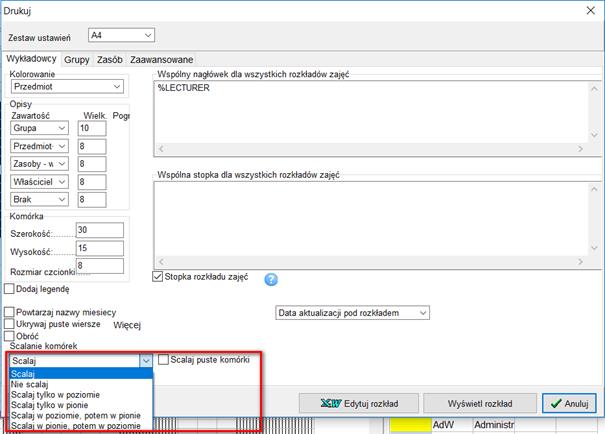 Drukuj
Zestaw ustawień A4
Wykładowcy Grupy Zasób Zaawansowane
Kolorowanie
Przedmiot
Opisy
Zawartość Wielk. Pogr
Grupa 10
Przedmiot- 8
Zasoby - w 8
Właściciel 8
Brak 8
Komórka
Szerokość:......... 30
Wysokość:......... 15
Rozmiar czcionki...... 8
Dodaj legendę
Wspólny nagłówek dla wszystkich rozkładów zajęć
%LECTURER
Wspólna stopka dla wszystkich rozkładów zajęć
Stopka rozkładu zajęć ?
Powtarzaj nazwy miesięcy
Ukrywaj puste wiersze Więcej
Obróć
Data aktualizacji pod rozkładem
Scalanie komórek
Scalaj Scalaj puste komórki
Scalaj
Nie scalaj
Scalaj tylko w poziomie
Scalaj tylko w pionie
Scalaj w poziomie, potem w pionie
Scalaj w pionie, potem w poziomie
Edytuj rozkład Wyświetl rozkład Anuluj
AdW Administr